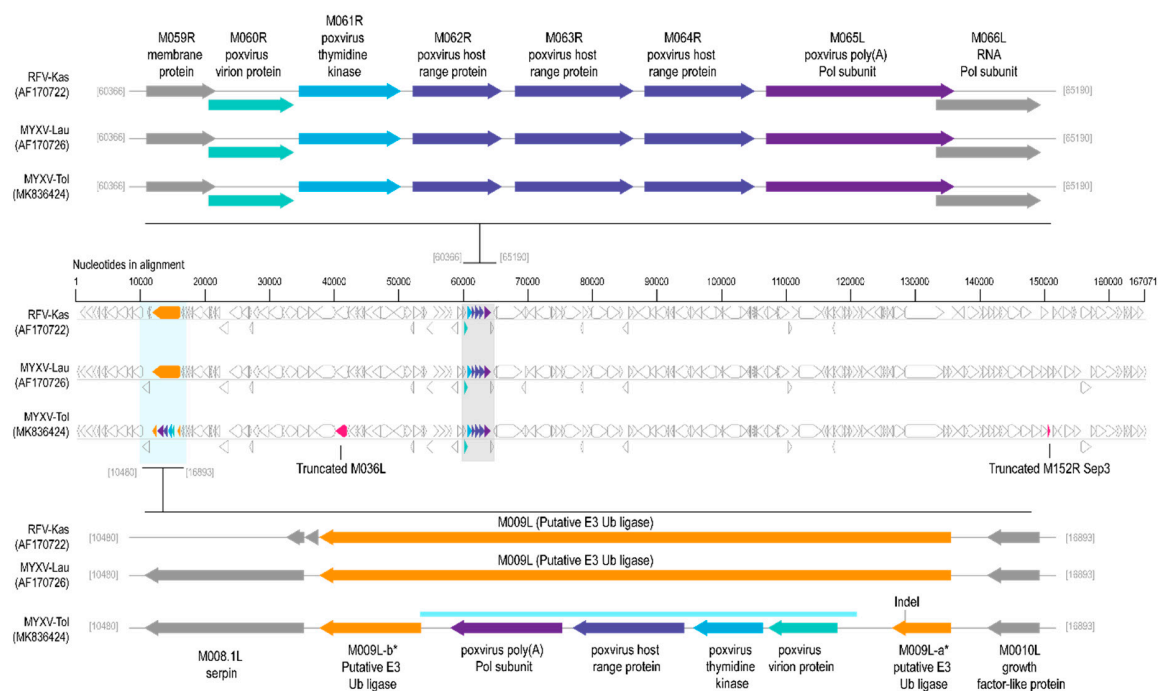 M059R membrane protein
M060R poxvirus virion protein
M061R poxvirus thymidine kinase
M062R poxvirus host range protein
M063R poxvirus host range protein
M064R poxvirus host range protein
M065L poxvirus poly(A) Pol subunit
M066L RNA Pol subunit
RFV-Kas (AF170722)
[60366]
[65190]
MYXV-Lau (AF170726)
[60366]
[65190]
MYXV-Tol (MK836424)
[60366]
[65190]
[60366]
[65190]
Nucleotides in alignment
1 10000 20000 30000 40000 50000 60000 70000 80000 90000 100000 110000 120000 130000 140000 150000 160000 167071
RFV-Kas (AF170722)
MYXV-Lau (AF170726)
MYXV-Tol (MK836424)
[10480]
[16893]
Truncated M036L
Truncated M152R Sep3
RFV-Kas (AF170722)
[10480]
M009L (Putative E3 Ub ligase)
[16893]
MYXV-Lau (AF170726)
[10480]
M009L (Putative E3 Ub ligase)
[16893]
MYXV-Tol (MK836424)
[10480]
Indel
[16893]
M008.1L serpin
M009L-b* Putative E3 Ub ligase
poxvirus poly(A) Pol subunit
poxvirus host range protein
poxvirus thymidine kinase
poxvirus virion protein
M009L-a* putative E3 Ub ligase
M0010L growth factor-like protein